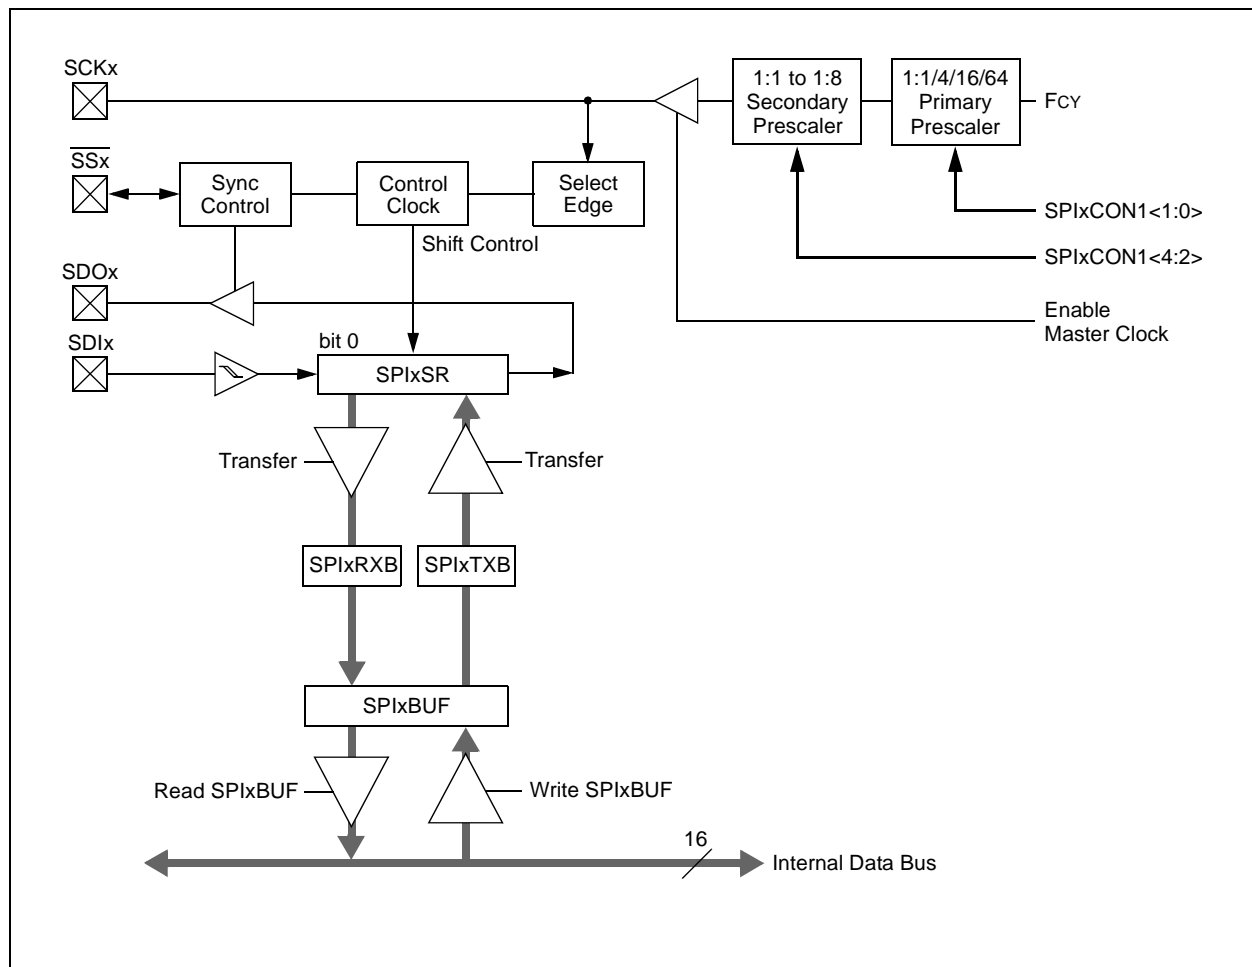 SCKx
1:1 to 1:8
Secondary
Prescaler
1:1/4/16/64
Primary
Prescaler
FCY
SSx
Sync
Control
Control
Clock
Select
Edge
SPIxCON1<1:0>
Shift Control
SPIxCON1<4:2>
SDOx
Enable
Master Clock
SDIx
bit 0
SPIxSR
Transfer
Transfer
SPIxRXB
SPIxTXB
SPIxBUF
Read SPIxBUF
Write SPIxBUF
16
Internal Data Bus